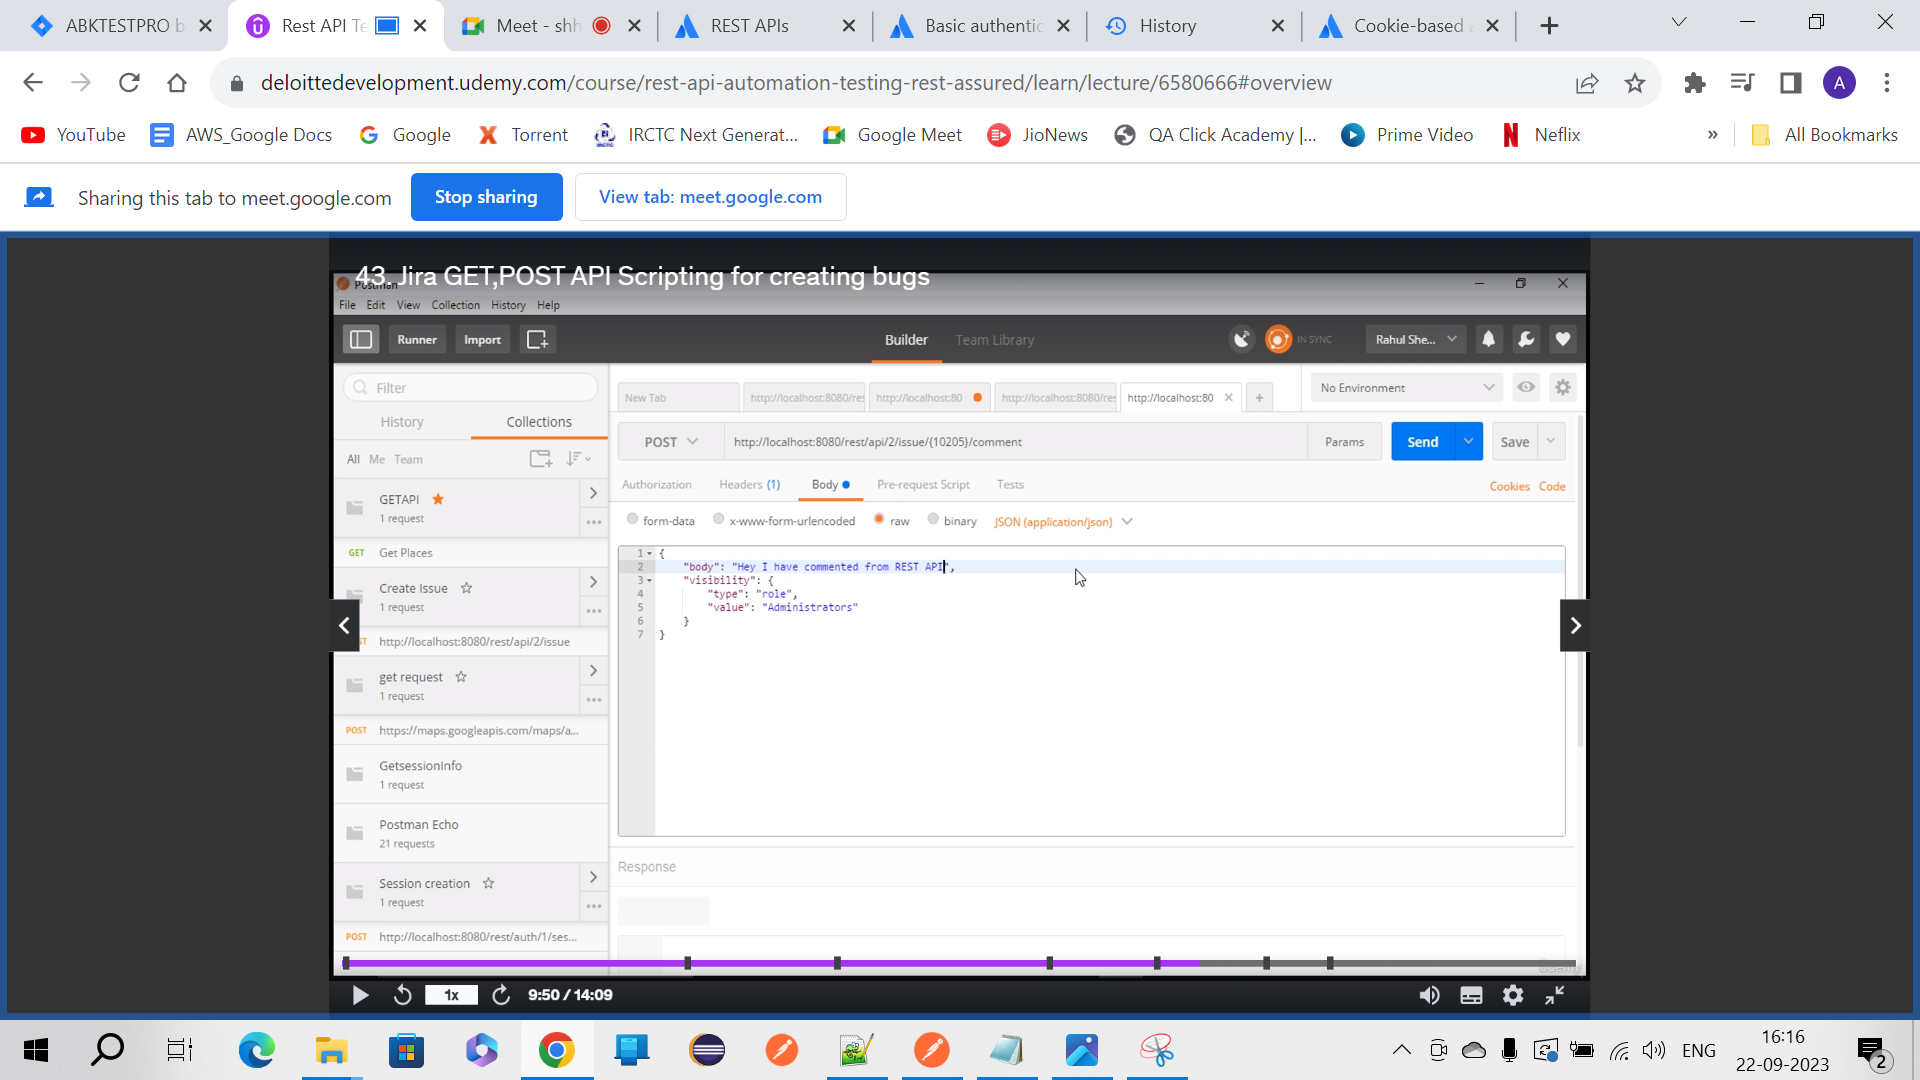 ABKTESTPRO b
Rest API Te
Meet - shh
REST APIs
Basic authentic
History
Cookie-based a
deloittedevelopment.udemy.com/course/rest-api-automation-testing-rest-assured/learn/lecture/6580666#overview
A
YouTube
AWS_Google Docs
Google
Torrent
IRCTC Next Generat...
Google Meet
JioNews
QA Click Academy |...
Prime Video
Neflix
»
All Bookmarks
Sharing this tab to meet.google.com
Stop sharing
View tab: meet.google.com
43. Jira GET,POST API Scripting for creating bugs
Postman
File Edit View Collection History Help
Runner
Import
Builder
Team Library
IN SYNC
Rahul She...
Filter
History
Collections
All Me Team
GETAPI
1 request
GET Get Places
Create Issue
1 request
http://localhost:8080/rest/api/2/issue
get request
1 request
POST https://maps.googleapis.com/maps/a...
GetsessionInfo
1 request
Postman Echo
21 requests
Session creation
1 request
POST http://localhost:8080/rest/auth/1/ses...
New Tab
http://localhost:8080/res
http://localhost:80
http://localhost:8080/res
http://localhost:80
No Environment
POST
http://localhost:8080/rest/api/2/issue/{10205}/comment
Params
Send
Save
Authorization
Headers (1)
Body
Pre-request Script
Tests
Cookies Code
form-data
x-www-form-urlencoded
raw
binary
JSON (application/json)
1 {
2 "body": "Hey I have commented from REST API",
3 "visibility": {
4 "type": "role",
5 "value": "Administrators"
6 }
7 }
Response
1x
9:50 / 14:09
ENG
16:16
22-09-2023
2